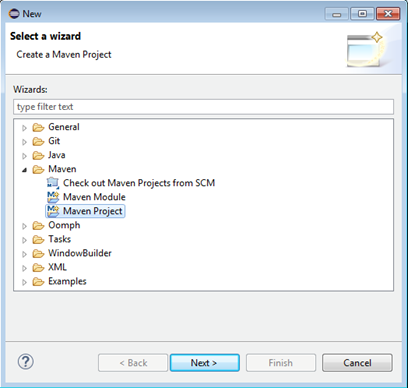 New
Select a wizard
Create a Maven Project
Wizards:
type filter text
General
Git
Java
Maven
Check out Maven Projects from SCM
Maven Module
Maven Project
Oomph
Tasks
WindowBuilder
XML
Examples
? < Back Next > Finish Cancel